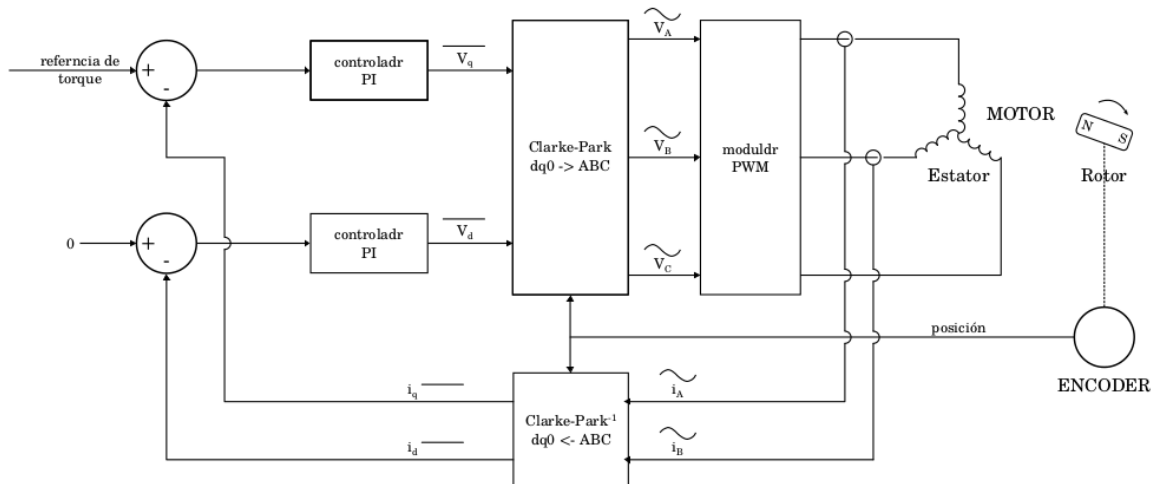 referncia de
torque
+
-
controladr
PI
V_q
Clarke-Park
dq0 -> ABC
V_A
V_B
V_C
moduldr
PWM
MOTOR
Estator
N
S
Rotor
0
+
-
controladr
PI
V_d
posición
ENCODER
i_q
i_d
Clarke-Park⁻¹
dq0 <- ABC
i_A
i_B